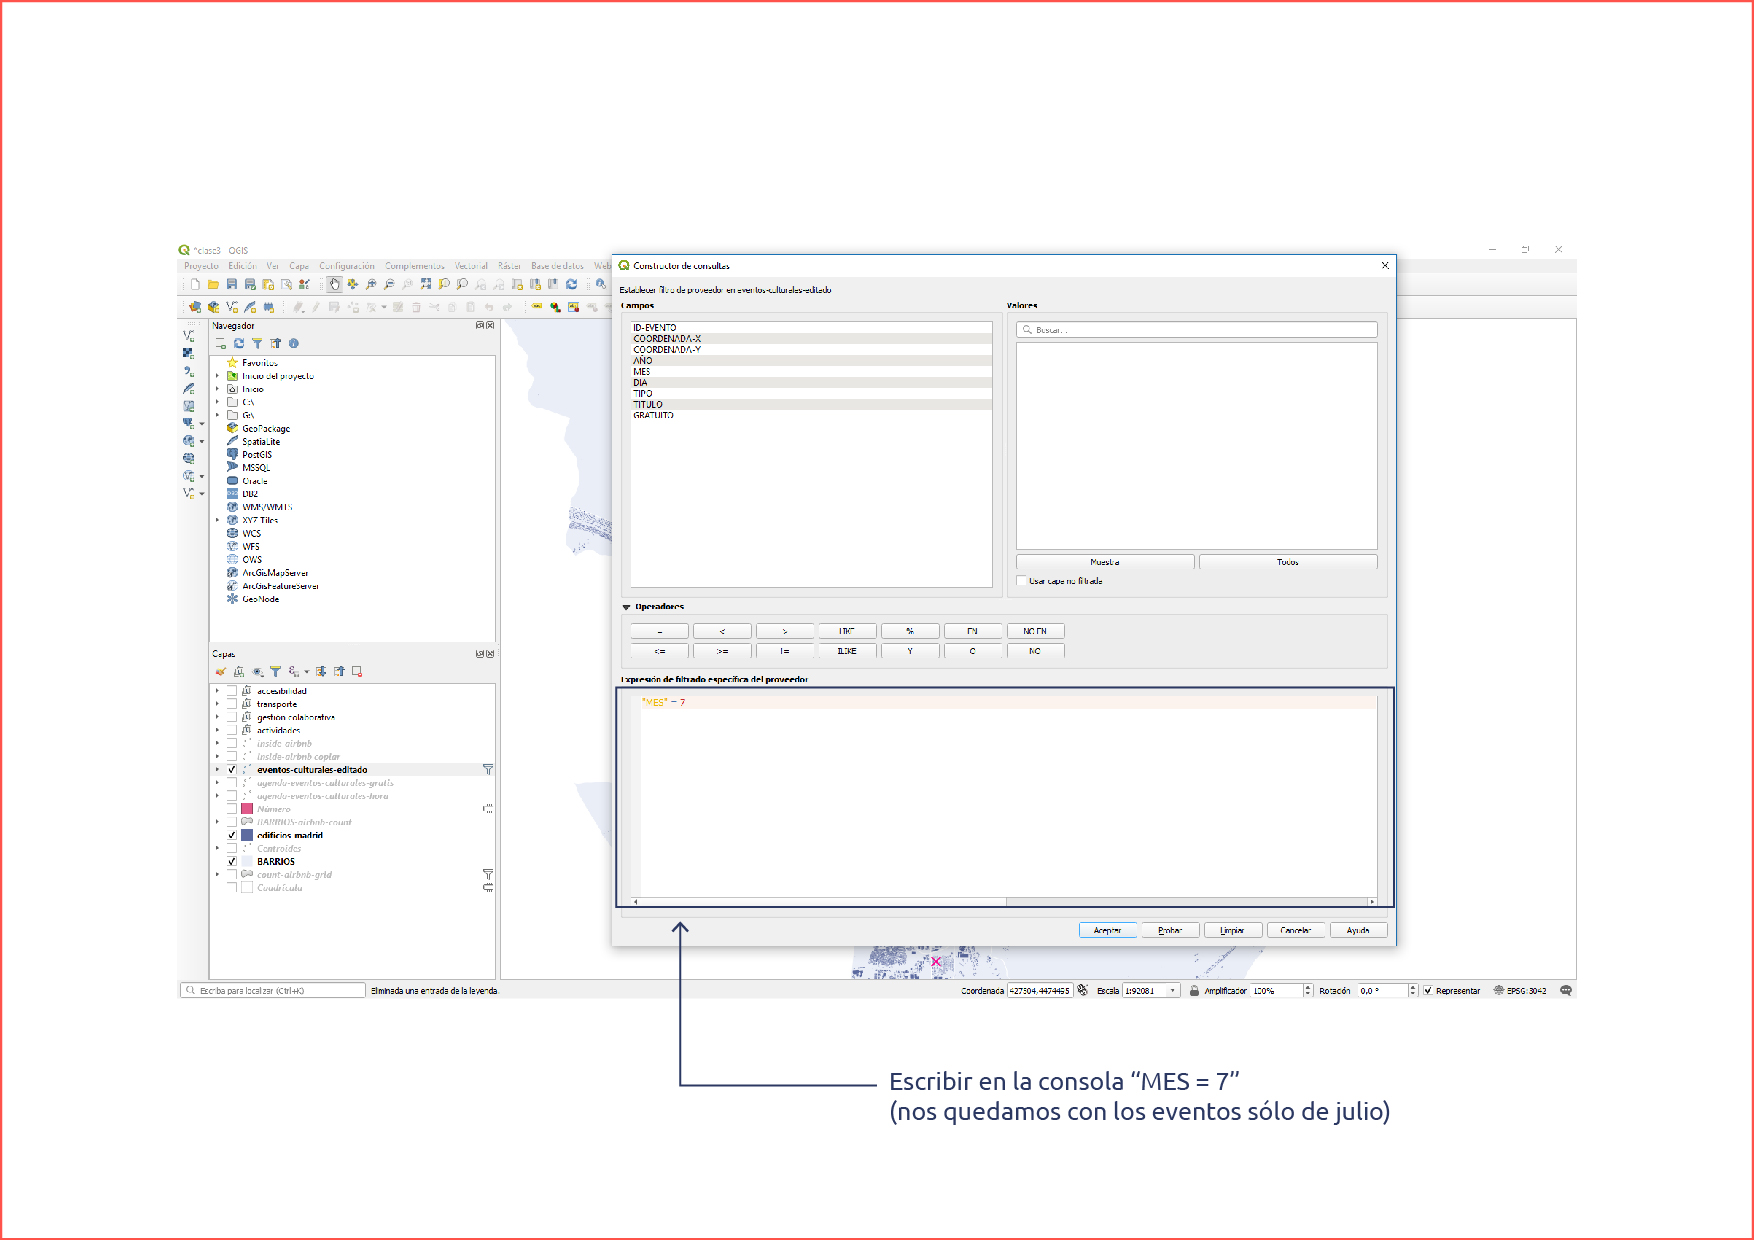 *clase3 - QGIS
Proyecto Edición Ver Capa Configuración Complementos Vectorial Ráster Base de datos Web
Navegador
Favoritos
Inicio del proyecto
Inicio
C:\
G:\
GeoPackage
SpatiaLite
PostGIS
MSSQL
Oracle
DB2
WMS/WMTS
XYZ Tiles
WCS
WFS
OWS
ArcGisMapServer
ArcGisFeatureServer
GeoNode
Capas
accesibilidad
transporte
gestion colaborativa
actividades
inside-airbnb
inside-airbnb copiar
eventos-culturales-editado
agenda-eventos-culturales-gratis
agenda-eventos-culturales-hora
Número
BARRIOS-airbnb-count
edificios madrid
Centroides
BARRIOS
count-airbnb-grid
Cuadrícula
Constructor de consultas
Establecer filtro de proveedor en eventos-culturales-editado
Campos
ID-EVENTO
COORDENADA-X
COORDENADA-Y
AÑO
MES
DIA
TIPO
TITULO
GRATUITO
Valores
Buscar...
Muestra Todos
Usar capa no filtrada
Operadores
= < > LIKE % EN NO EN
<= >= != ILIKE Y O NO
Expresión de filtrado específica del proveedor
"MES" = 7
Aceptar Probar Limpiar Cancelar Ayuda
Escriba para localizar (Ctrl+K) Eliminada una entrada de la leyenda. Coordenada 427304,4474495 Escala 1:92081 Amplificador 100% Rotación 0,0 ° Representar EPSG:3042
Escribir en la consola “MES = 7”
(nos quedamos con los eventos sólo de julio)